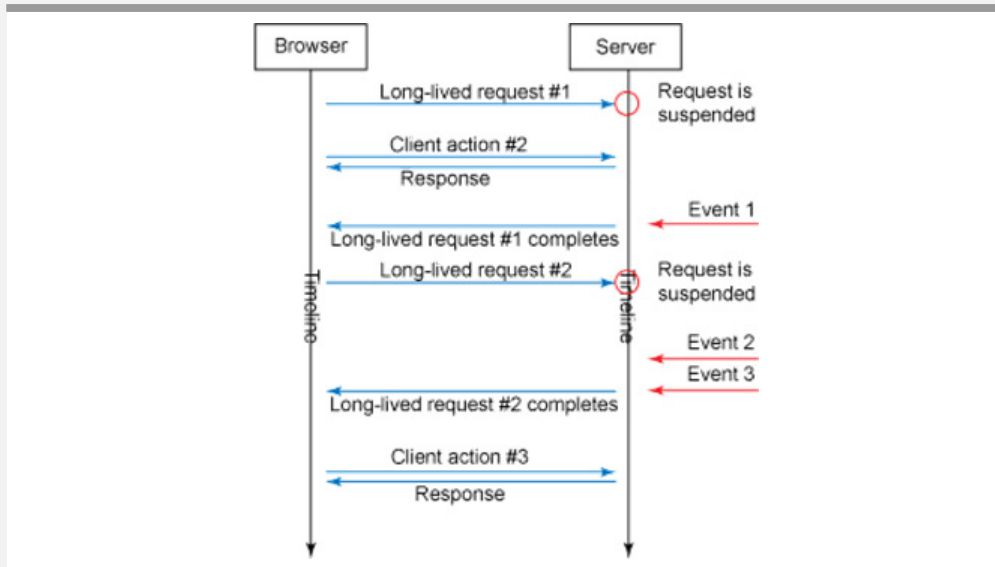 Browser
Server
Long-lived request #1
Request is
suspended
Client action #2
Response
Event 1
Long-lived request #1 completes
Long-lived request #2
Request is
suspended
Timeline
Timeline
Event 2
Event 3
Long-lived request #2 completes
Client action #3
Response